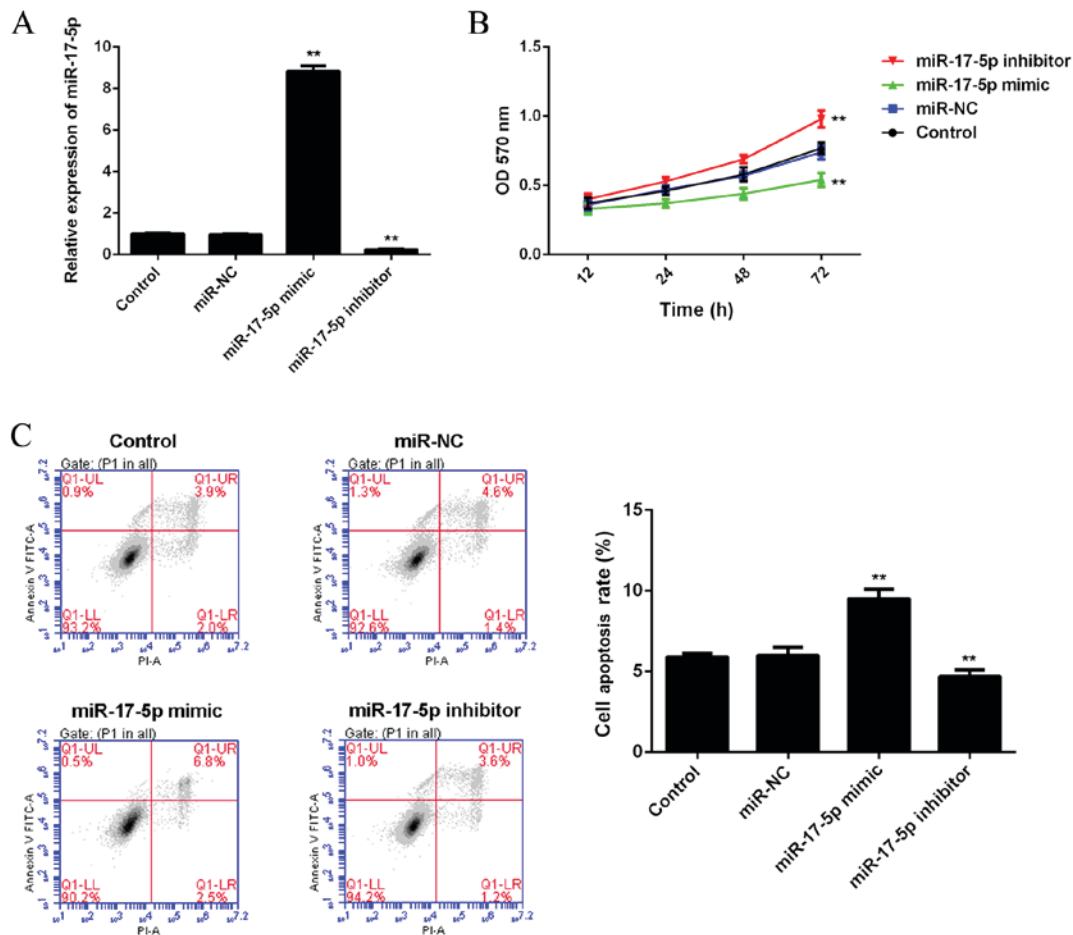 A
Relative expression of miR-17-5p
10
8
6
4
2
0
**
**
Control
miR-NC
miR-17-5p mimic
miR-17-5p inhibitor
B
OD 570 nm
1.5
1.0
0.5
0.0
**
**
12
24
48
72
Time (h)
miR-17-5p inhibitor
miR-17-5p mimic
miR-NC
Control
C
Control
Gate: (P1 in all)
Q1-UL
0.9%
Q1-UR
3.9%
Q1-LL
93.2%
Q1-LR
2.0%
Annexin V FITC-A
PI-A
miR-NC
Gate: (P1 in all)
Q1-UL
1.3%
Q1-UR
4.6%
Q1-LL
92.6%
Q1-LR
1.4%
Annexin V FITC-A
PI-A
miR-17-5p mimic
Gate: (P1 in all)
Q1-UL
0.5%
Q1-UR
6.8%
Q1-LL
90.2%
Q1-LR
2.5%
Annexin V FITC-A
PI-A
miR-17-5p inhibitor
Gate: (P1 in all)
Q1-UL
1.0%
Q1-UR
3.6%
Q1-LL
94.2%
Q1-LR
1.2%
Annexin V FITC-A
PI-A
Cell apoptosis rate (%)
15
10
5
0
**
**
Control
miR-NC
miR-17-5p mimic
miR-17-5p inhibitor